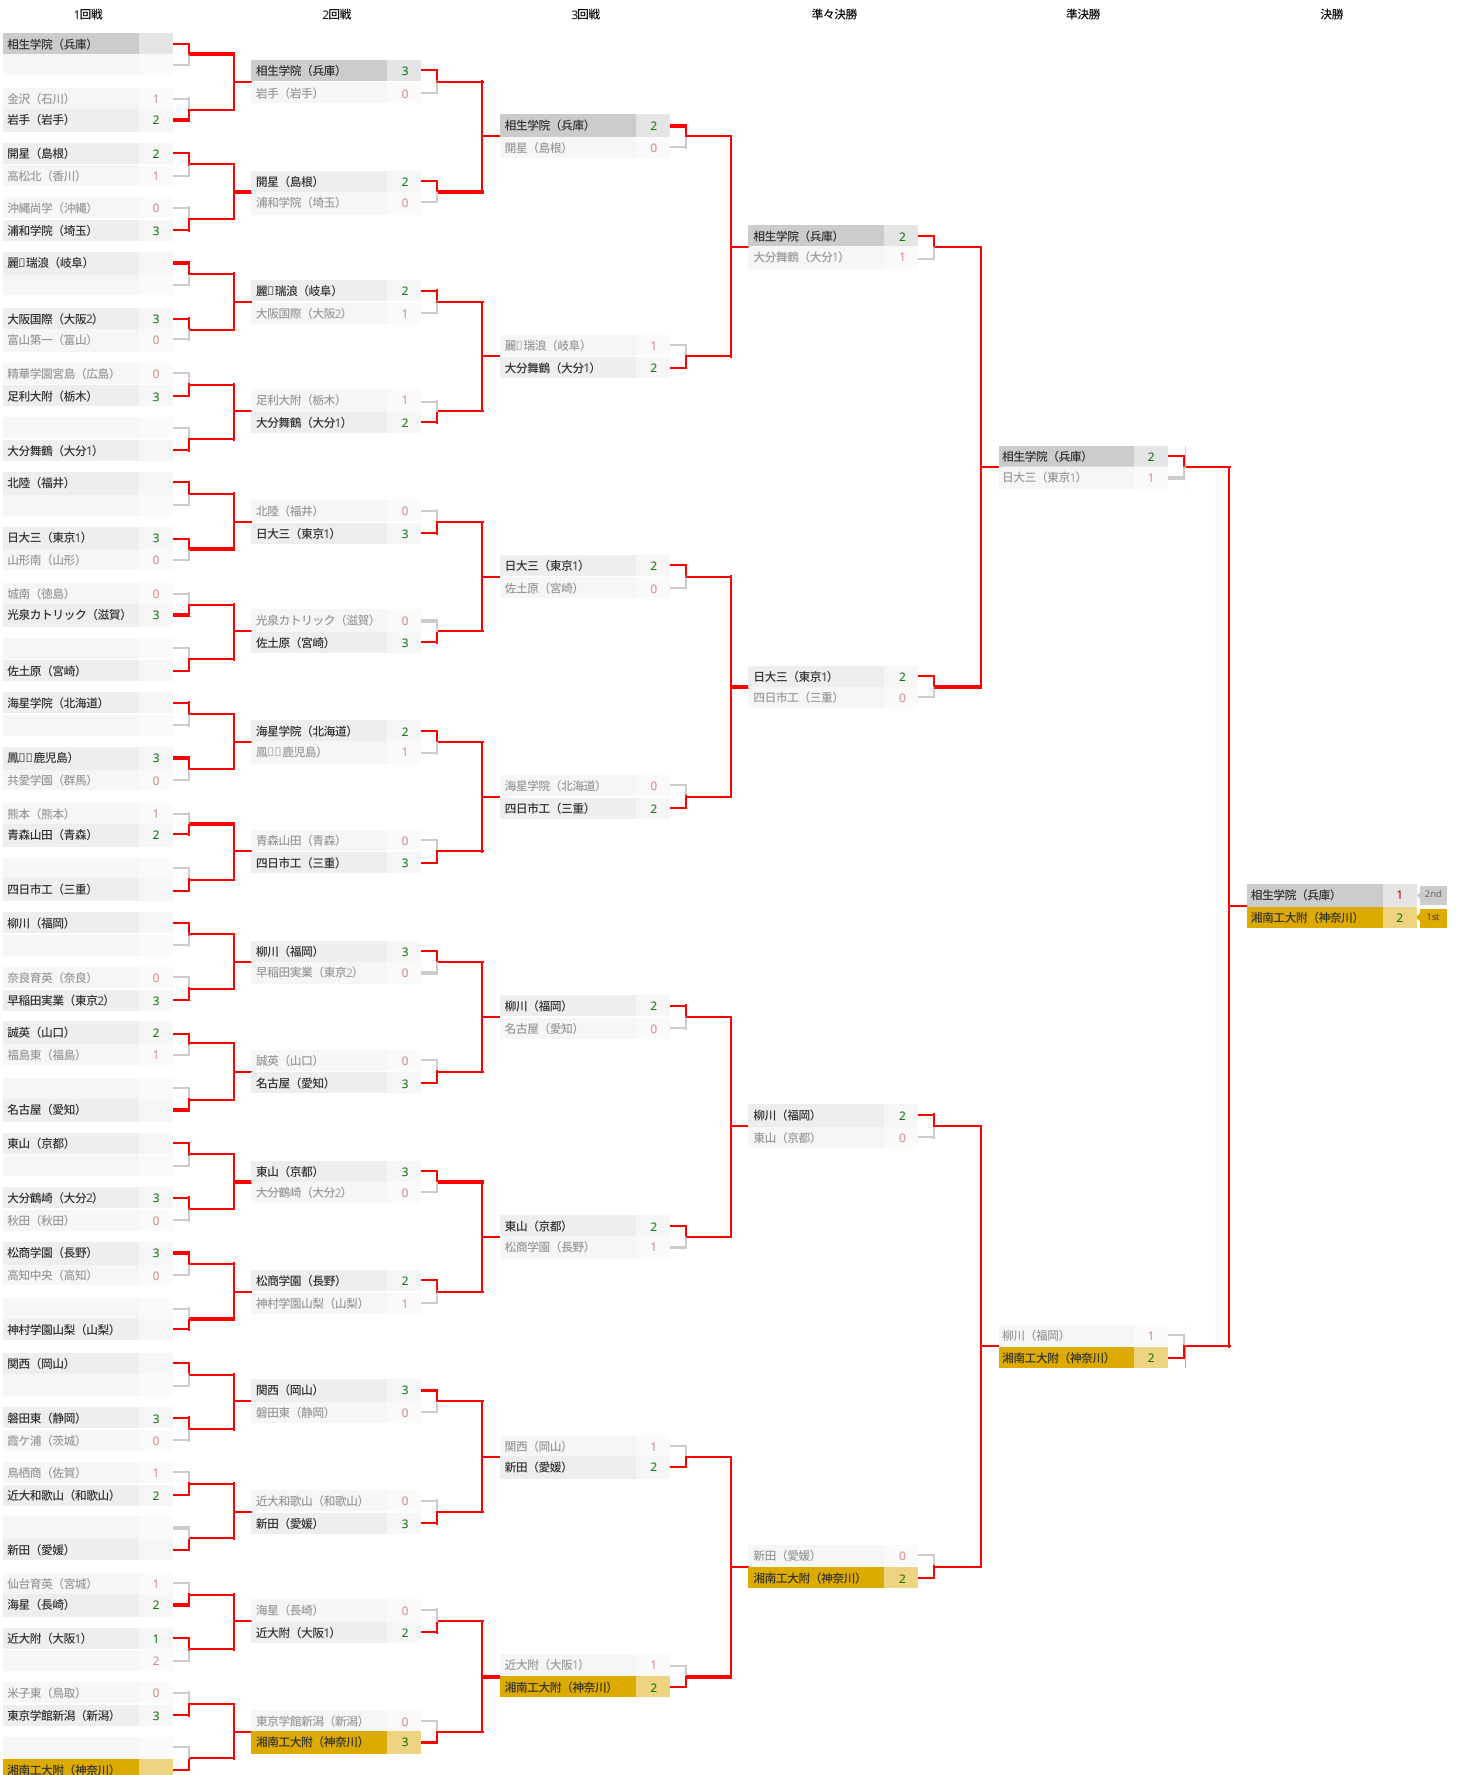 1回戦
2回戦
3回戦
準々決勝
準決勝
決勝
相生学院（兵庫）
金沢（石川） 1
岩手（岩手） 2
開星（島根） 2
高松北（香川） 1
沖縄尚学（沖縄） 0
浦和学院（埼玉） 3
麗□瑞浪（岐阜）
大阪国際（大阪2） 3
富山第一（富山） 0
精華学園宮島（広島） 0
足利大附（栃木） 3
大分舞鶴（大分1）
北陸（福井）
日大三（東京1） 3
山形南（山形） 0
城南（徳島） 0
光泉カトリック（滋賀） 3
佐土原（宮崎）
海星学院（北海道）
鳳□□鹿児島） 3
共愛学園（群馬） 0
熊本（熊本） 1
青森山田（青森） 2
四日市工（三重）
柳川（福岡）
奈良育英（奈良） 0
早稲田実業（東京2） 3
誠英（山口） 2
福島東（福島） 1
名古屋（愛知）
東山（京都）
大分鶴崎（大分2） 3
秋田（秋田） 0
松商学園（長野） 3
高知中央（高知） 0
神村学園山梨（山梨）
関西（岡山）
磐田東（静岡） 3
霞ケ浦（茨城） 0
鳥栖商（佐賀） 1
近大和歌山（和歌山） 2
新田（愛媛）
仙台育英（宮城） 1
海星（長崎） 2
近大附（大阪1） 1
2
米子東（鳥取） 0
東京学館新潟（新潟） 3
湘南工大附（神奈川）
相生学院（兵庫） 3
岩手（岩手） 0
開星（島根） 2
浦和学院（埼玉） 0
麗□瑞浪（岐阜） 2
大阪国際（大阪2） 1
足利大附（栃木） 1
大分舞鶴（大分1） 2
北陸（福井） 0
日大三（東京1） 3
光泉カトリック（滋賀） 0
佐土原（宮崎） 3
海星学院（北海道） 2
鳳□□鹿児島） 1
青森山田（青森） 0
四日市工（三重） 3
柳川（福岡） 3
早稲田実業（東京2） 0
誠英（山口） 0
名古屋（愛知） 3
東山（京都） 3
大分鶴崎（大分2） 0
松商学園（長野） 2
神村学園山梨（山梨） 1
関西（岡山） 3
磐田東（静岡） 0
近大和歌山（和歌山） 0
新田（愛媛） 3
海星（長崎） 0
近大附（大阪1） 2
東京学館新潟（新潟） 0
湘南工大附（神奈川） 3
相生学院（兵庫） 2
開星（島根） 0
麗□瑞浪（岐阜） 1
大分舞鶴（大分1） 2
日大三（東京1） 2
佐土原（宮崎） 0
海星学院（北海道） 0
四日市工（三重） 2
柳川（福岡） 2
名古屋（愛知） 0
東山（京都） 2
松商学園（長野） 1
関西（岡山） 1
新田（愛媛） 2
近大附（大阪1） 1
湘南工大附（神奈川） 2
相生学院（兵庫） 2
大分舞鶴（大分1） 1
日大三（東京1） 2
四日市工（三重） 0
柳川（福岡） 2
東山（京都） 0
新田（愛媛） 0
湘南工大附（神奈川） 2
相生学院（兵庫） 2
日大三（東京1） 1
柳川（福岡） 1
湘南工大附（神奈川） 2
相生学院（兵庫） 1 2nd
湘南工大附（神奈川） 2 1st